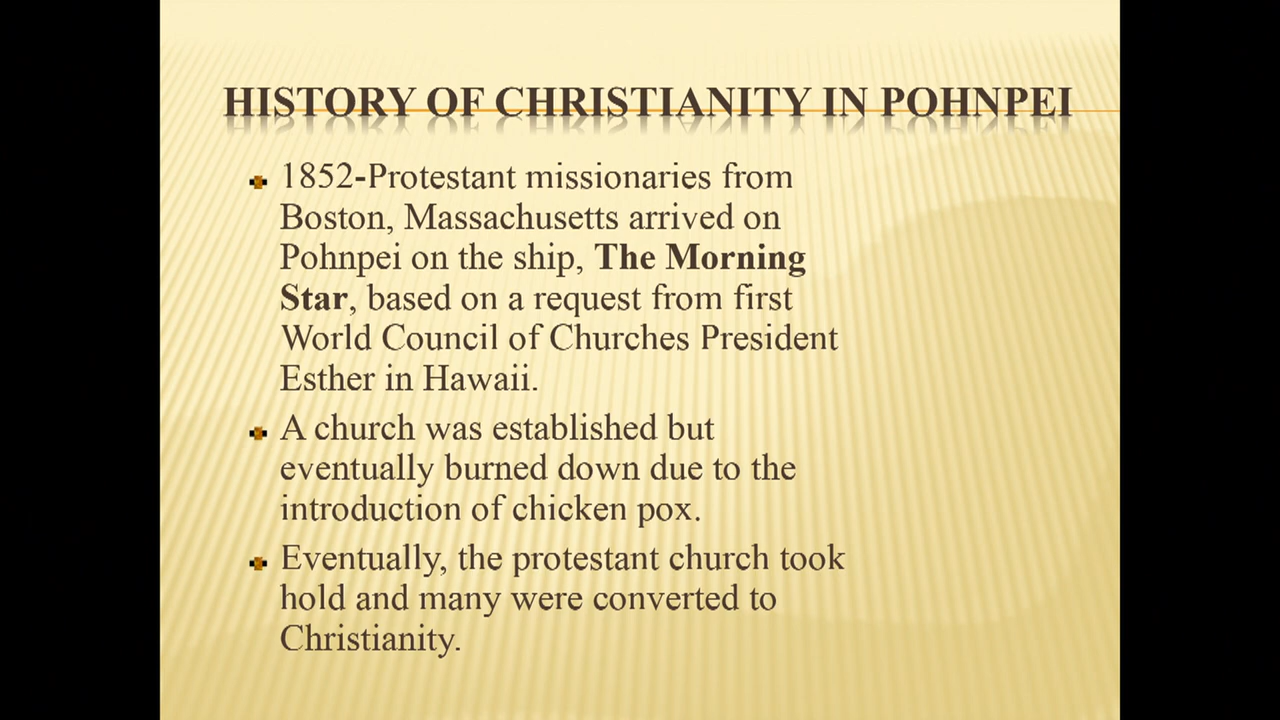 HISTORY OF CHRISTIANITY IN POHNPEI
1852-Protestant missionaries from
Boston, Massachusetts arrived on
Pohnpei on the ship, The Morning
Star, based on a request from first
World Council of Churches President
Esther in Hawaii.
A church was established but
eventually burned down due to the
introduction of chicken pox.
Eventually, the protestant church took
hold and many were converted to
Christianity.